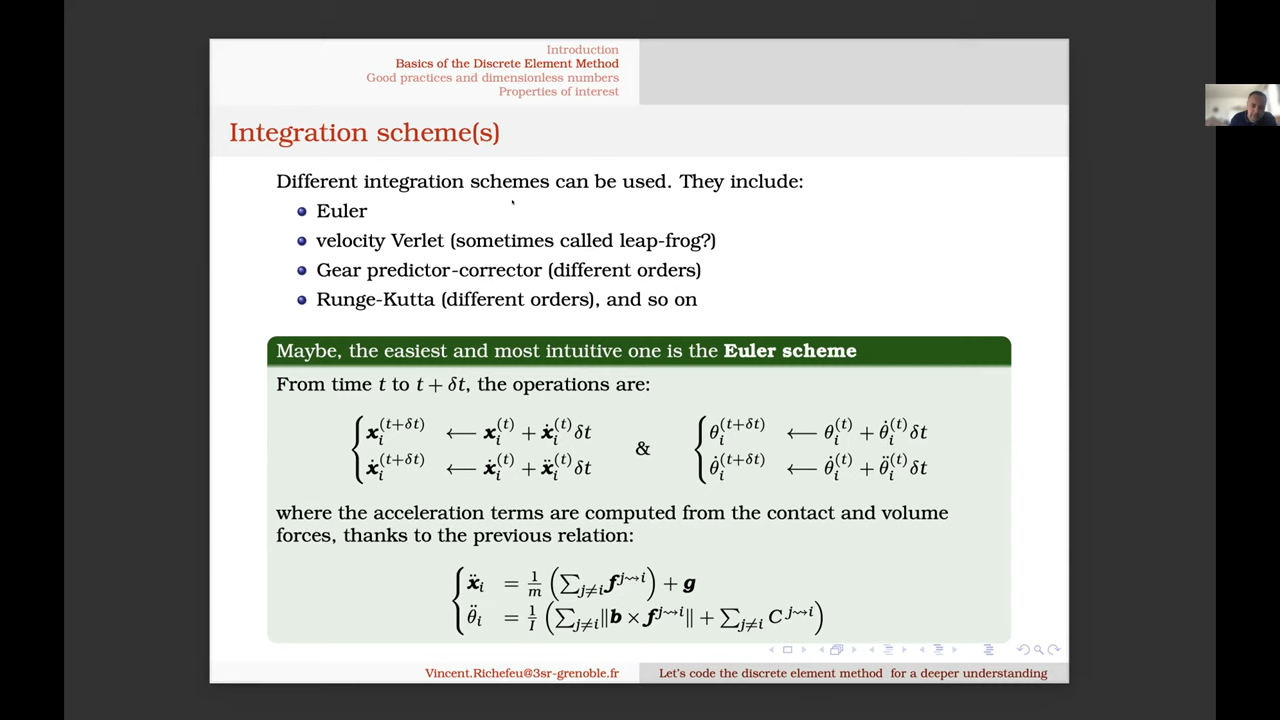 Introduction
Basics of the Discrete Element Method
Good practices and dimensionless numbers
Properties of interest
Integration scheme(s)
Different integration schemes can be used. They include:
Euler
velocity Verlet (sometimes called leap-frog?)
Gear predictor-corrector (different orders)
Runge-Kutta (different orders), and so on
Maybe, the easiest and most intuitive one is the Euler scheme
From time t to t + δt, the operations are:
{ x_i^(t+δt) ⟵ x_i^(t) + ẋ_i^(t) δt
ẋ_i^(t+δt) ⟵ ẋ_i^(t) + ẍ_i^(t) δt
&
{ θ_i^(t+δt) ⟵ θ_i^(t) + θ̇_i^(t) δt
θ̇_i^(t+δt) ⟵ θ̇_i^(t) + θ̈_i^(t) δt
where the acceleration terms are computed from the contact and volume
forces, thanks to the previous relation:
{ ẍ_i = 1/m (∑_{j≠i} f^{j⇝i}) + g
θ̈_i = 1/I (∑_{j≠i} ‖b × f^{j⇝i}‖ + ∑_{j≠i} C^{j⇝i})
Vincent.Richefeu@3sr-grenoble.fr
Let's code the discrete element method for a deeper understanding